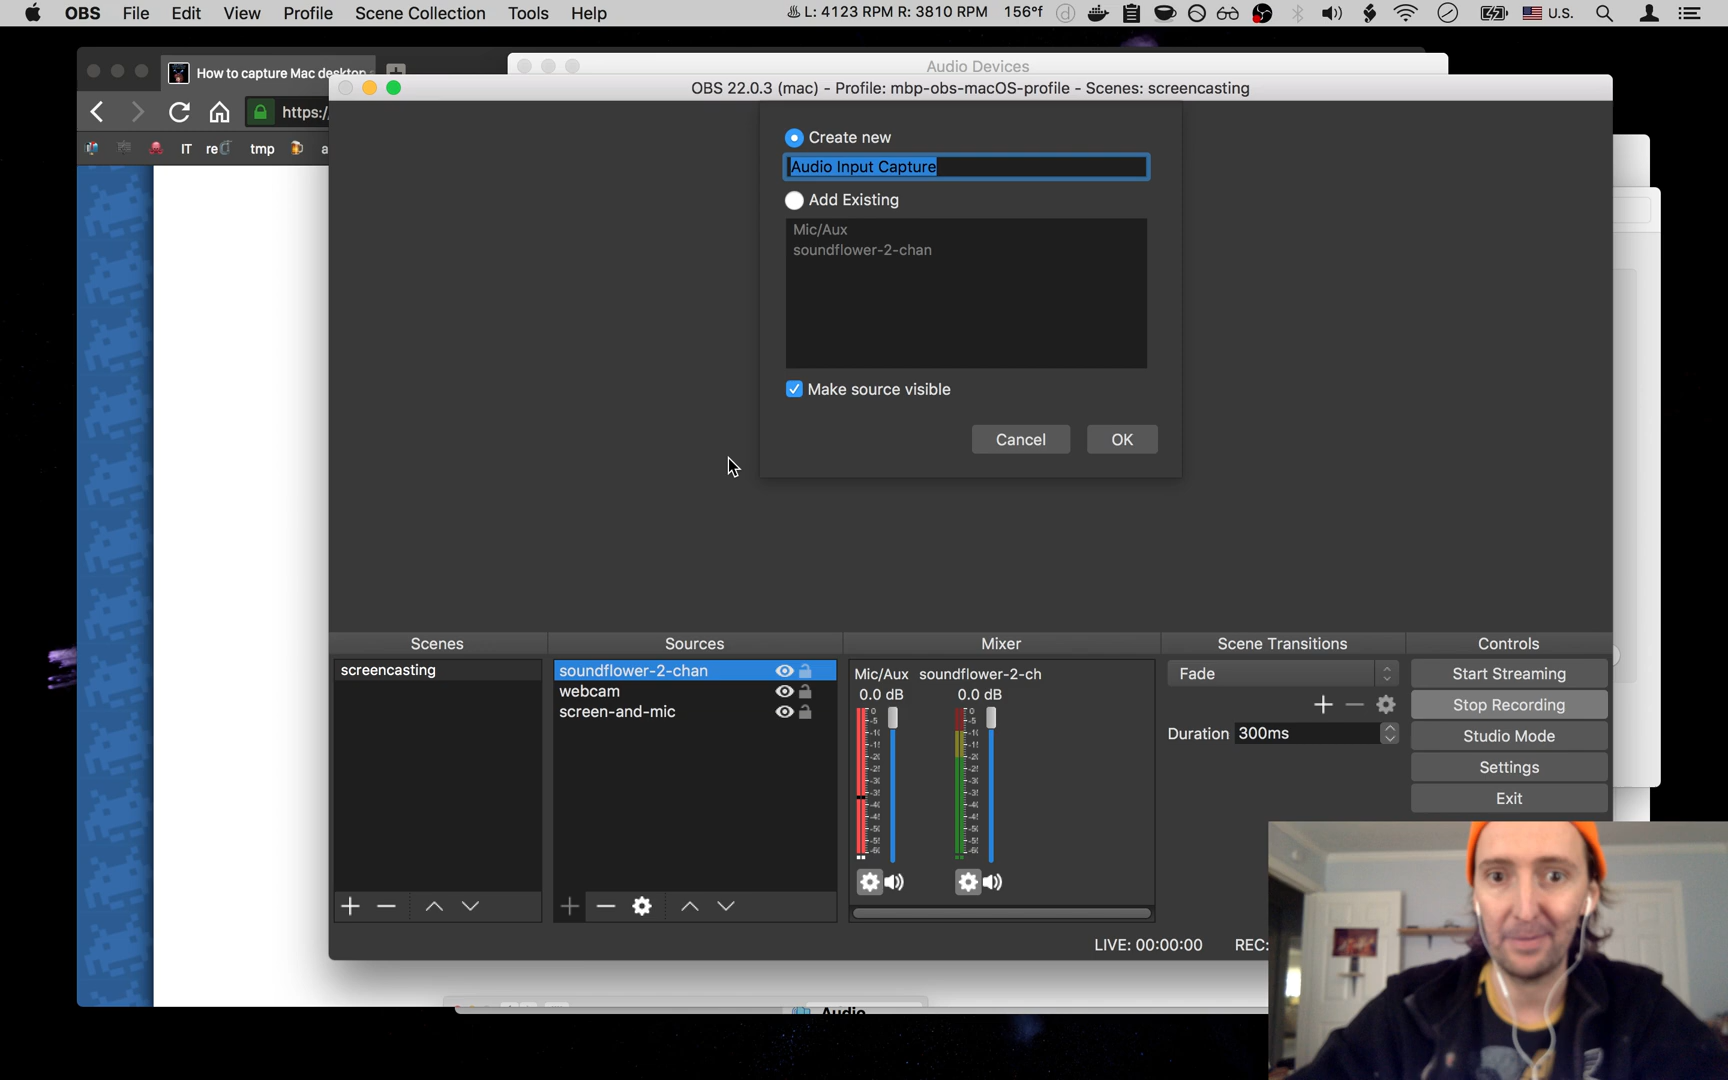 OBS File Edit View Profile Scene Collection Tools Help L: 4123 RPM R: 3810 RPM 156°f U.S.
How to capture Mac desktop
Audio Devices
OBS 22.0.3 (mac) - Profile: mbp-obs-macOS-profile - Scenes: screencasting
https:/
IT re tmp a
Create new
Audio Input Capture
Add Existing
Mic/Aux
soundflower-2-chan
Make source visible
Cancel OK
Scenes Sources Mixer Scene Transitions Controls
screencasting
soundflower-2-chan
webcam
screen-and-mic
Mic/Aux soundflower-2-ch
0.0 dB 0.0 dB
Fade
Duration 300ms
Start Streaming
Stop Recording
Studio Mode
Settings
Exit
LIVE: 00:00:00 REC:
Audio